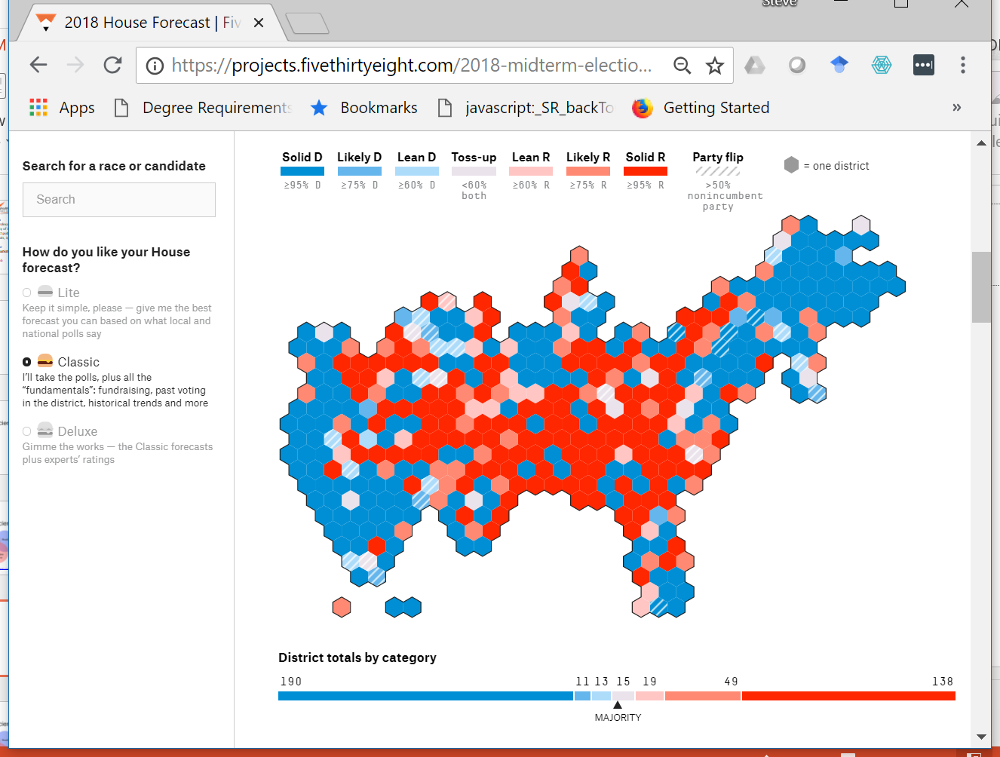 Steve
2018 House Forecast | Fiv
https://projects.fivethirtyeight.com/2018-midterm-electio...
Apps
Degree Requirements
Bookmarks
javascript:_SR_backTo
Getting Started
»
Search for a race or candidate
Search
How do you like your House
forecast?
Lite
Keep it simple, please — give me the best
forecast you can based on what local and
national polls say
Classic
I'll take the polls, plus all the
“fundamentals”: fundraising, past voting
in the district, historical trends and more
Deluxe
Gimme the works — the Classic forecasts
plus experts’ ratings
Solid D Likely D Lean D Toss-up Lean R Likely R Solid R Party flip
≥95% D ≥75% D ≥60% D <60% ≥60% R ≥75% R ≥95% R >50%
both nonincumbent
party
= one district
District totals by category
190 11 13 15 19 49 138
MAJORITY